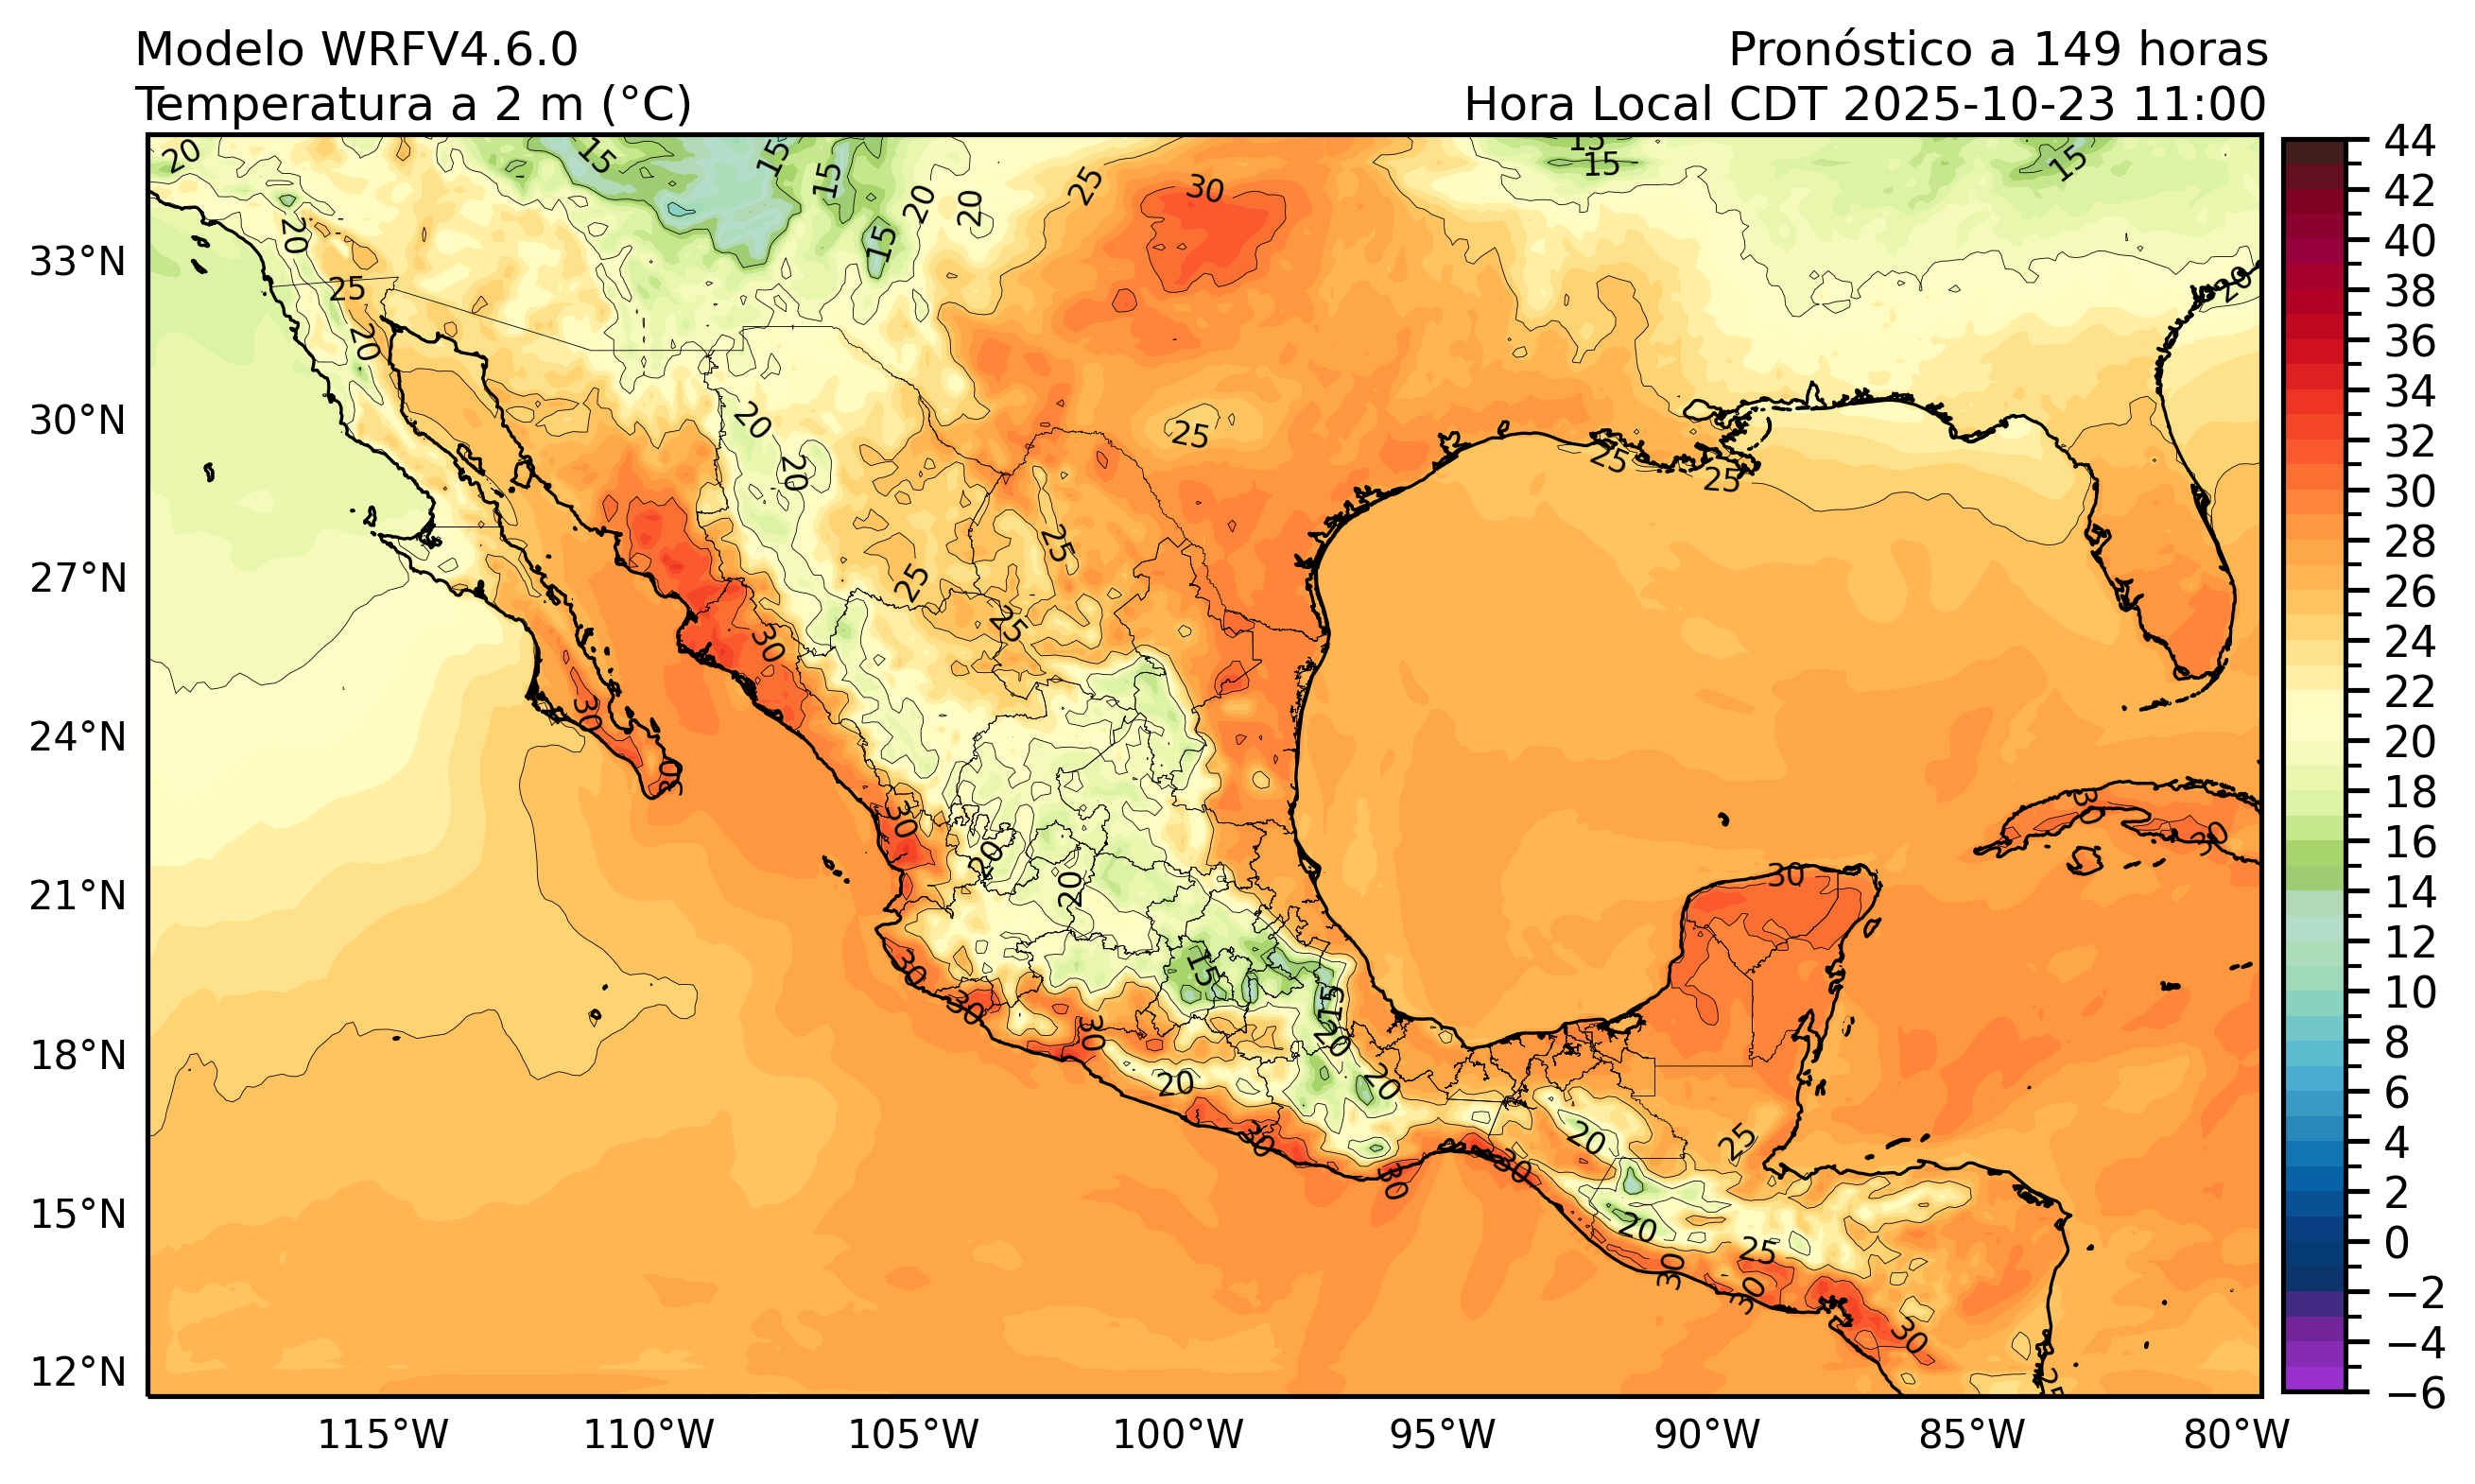 Modelo WRFV4.6.0
Pronóstico a 149 horas
Temperatura a 2 m (°C)
Hora Local CDT 2025-10-23 11:00
20 15 15 15 20 20 25 30 15 15 15
20 15 20
33°N
25 20
30°N
20 25 25 25
20
27°N
25 25
25
30
24°N
30
30
30 30 30
20
21°N
20 30
15
30 30 15
18°N
30 20
20 20
30 20 25
30 30
15°N
20 25
30 30
30
12°N
25
115°W 110°W 105°W 100°W 95°W 90°W 85°W 80°W
44
42
40
38
36
34
32
30
28
26
24
22
20
18
16
14
12
10
8
6
4
2
0
−2
−4
−6